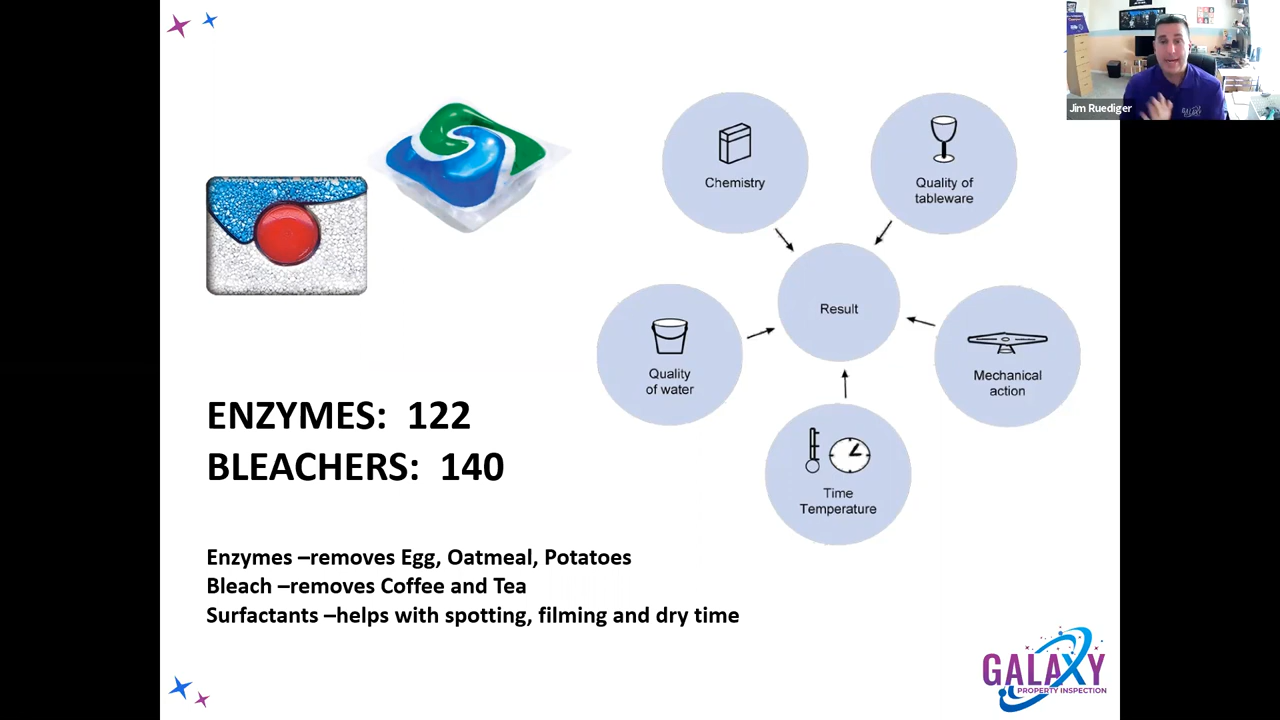 Jim Ruediger
Chemistry
Quality of
tableware
Result
Quality
of water
Mechanical
action
Time
Temperature
ENZYMES: 122
BLEACHERS: 140
Enzymes –removes Egg, Oatmeal, Potatoes
Bleach –removes Coffee and Tea
Surfactants –helps with spotting, filming and dry time
GALAXY
PROPERTY INSPECTION